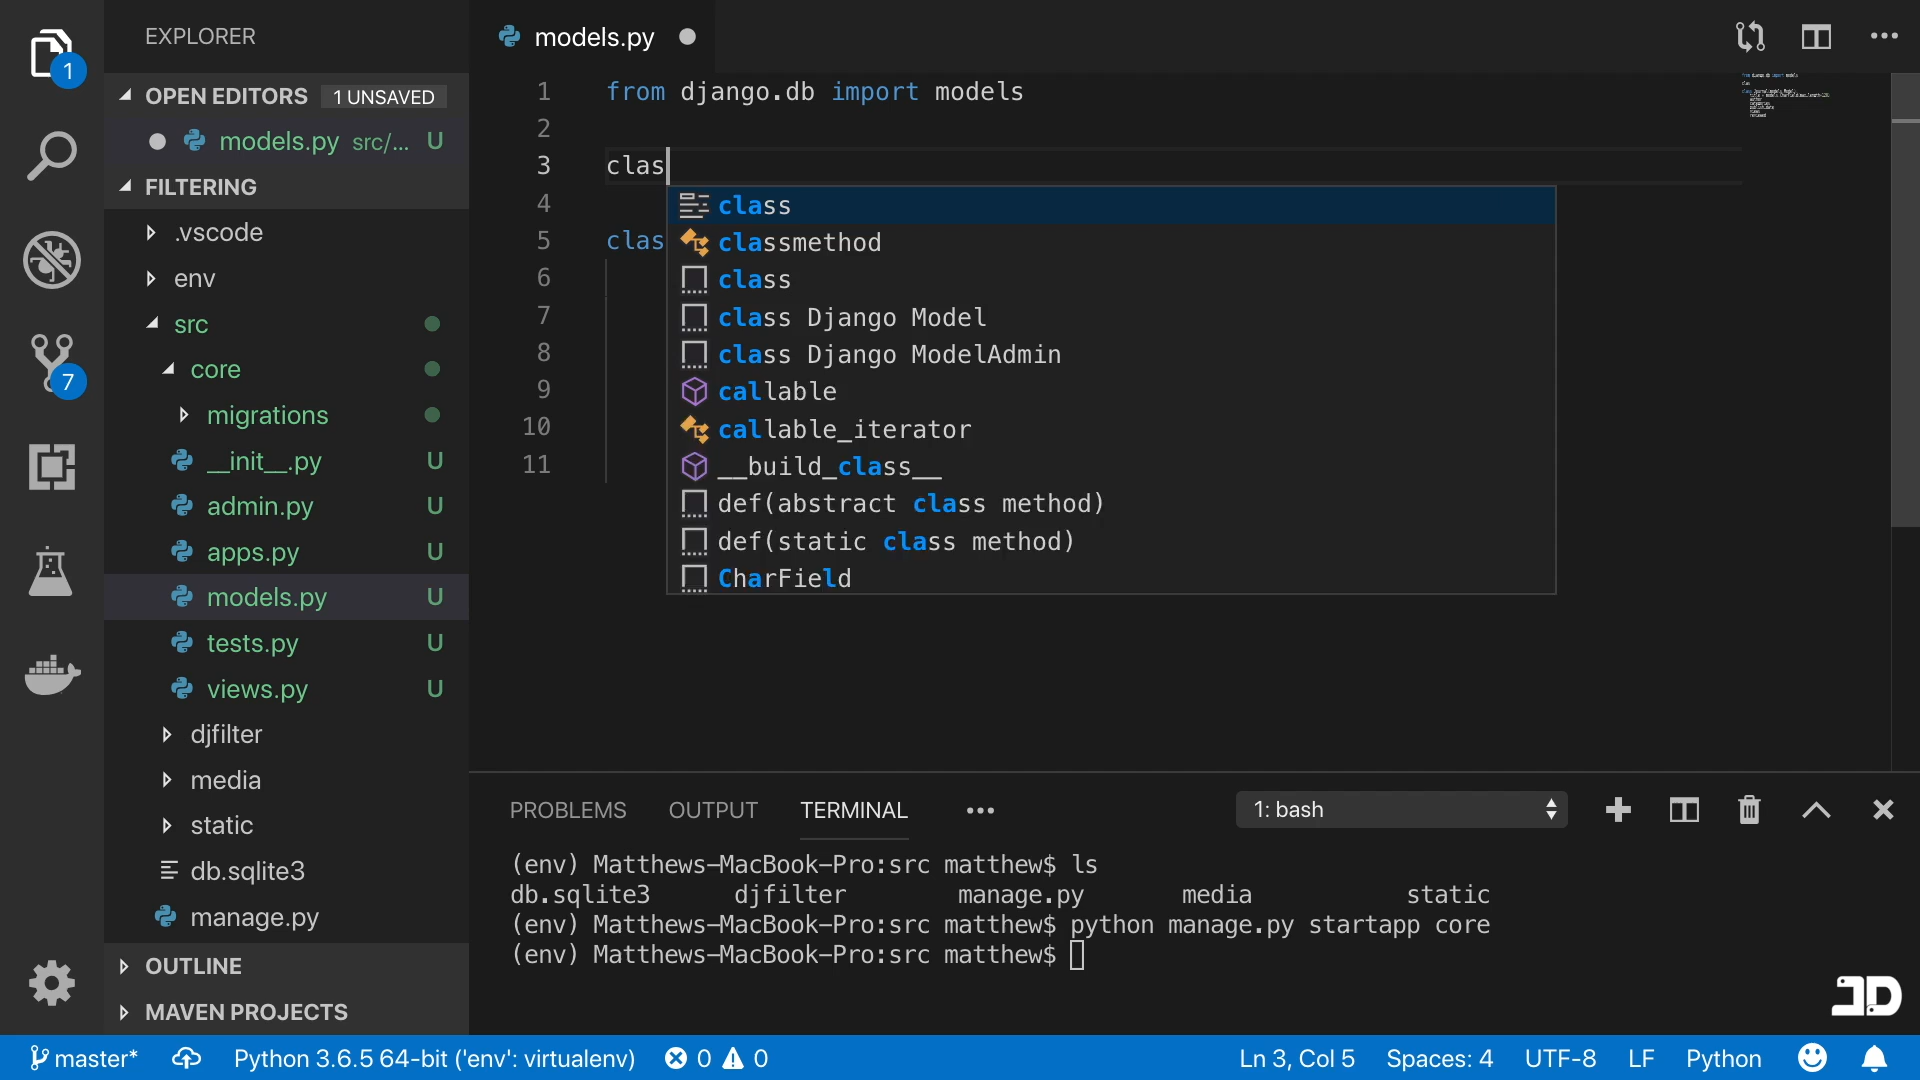 EXPLORER
1
OPEN EDITORS 1 UNSAVED
models.py src/... U
FILTERING
.vscode
env
src
core
migrations
__init__.py U
admin.py U
apps.py U
models.py U
tests.py U
views.py U
djfilter
media
static
db.sqlite3
manage.py
OUTLINE
MAVEN PROJECTS
7
models.py
1 from django.db import models
2
3 clas
4
5 clas
6
7
8
9
10
11
class
classmethod
class
class Django Model
class Django ModelAdmin
callable
callable_iterator
__build_class__
def(abstract class method)
def(static class method)
CharField
PROBLEMS OUTPUT TERMINAL 1: bash
(env) Matthews-MacBook-Pro:src matthew$ ls
db.sqlite3 djfilter manage.py media static
(env) Matthews-MacBook-Pro:src matthew$ python manage.py startapp core
(env) Matthews-MacBook-Pro:src matthew$
JD
master* Python 3.6.5 64-bit ('env': virtualenv) 0 0 Ln 3, Col 5 Spaces: 4 UTF-8 LF Python